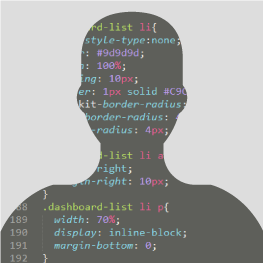 rd-list li{
style-type:none;
r: #9d9d9d;
: 100%;
ing: 10px;
er: 1px solid #C9C
kit-border-radius:
border-radius:
-radius: 4px;
-list li a
right;
gin-right: 10px;
}
188 .dashboard-list li p{
189 width: 70%;
190 display: inline-block;
191 margin-bottom: 0;
192 }